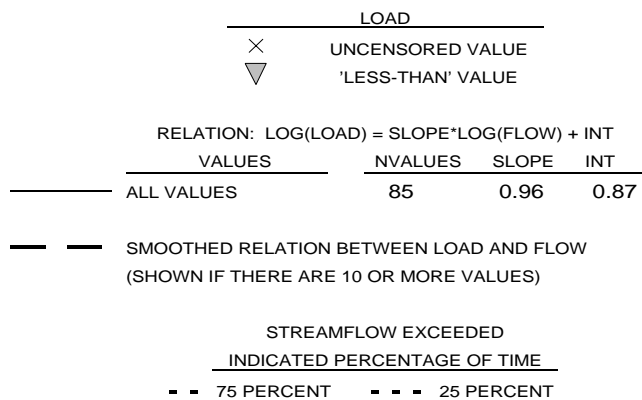 LOAD
× UNCENSORED VALUE
'LESS-THAN' VALUE
RELATION: LOG(LOAD) = SLOPE*LOG(FLOW) + INT
VALUES NVALUES SLOPE INT
ALL VALUES 85 0.96 0.87
SMOOTHED RELATION BETWEEN LOAD AND FLOW
(SHOWN IF THERE ARE 10 OR MORE VALUES)
STREAMFLOW EXCEEDED
INDICATED PERCENTAGE OF TIME
75 PERCENT 25 PERCENT